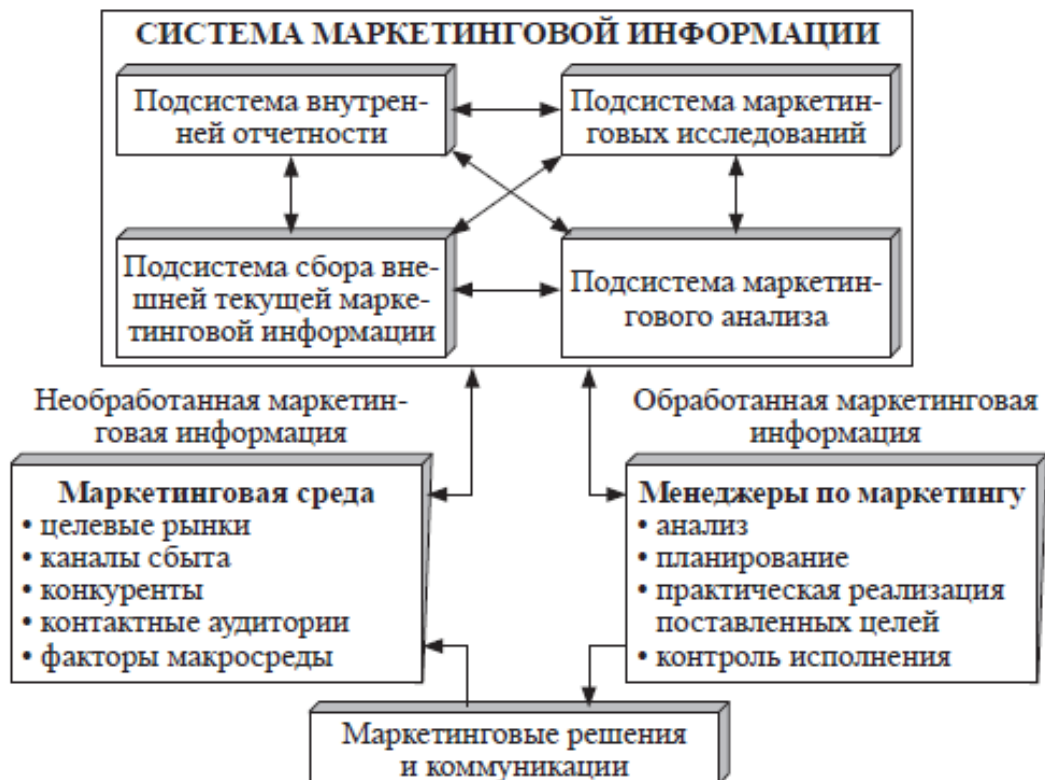 СИСТЕМА МАРКЕТИНГОВОЙ ИНФОРМАЦИИ
Подсистема внутрен-
ней отчетности
Подсистема маркетин-
говых исследований
Подсистема сбора вне-
шней текущей марке-
тинговой информации
Подсистема маркетин-
гового анализа
Необработанная маркетин-
говая информация
Обработанная маркетинговая
информация
Маркетинговая среда
• целевые рынки
• каналы сбыта
• конкуренты
• контактные аудитории
• факторы макросреды
Менеджеры по маркетингу
• анализ
• планирование
• практическая реализация
поставленных целей
• контроль исполнения
Маркетинговые решения
и коммуникации